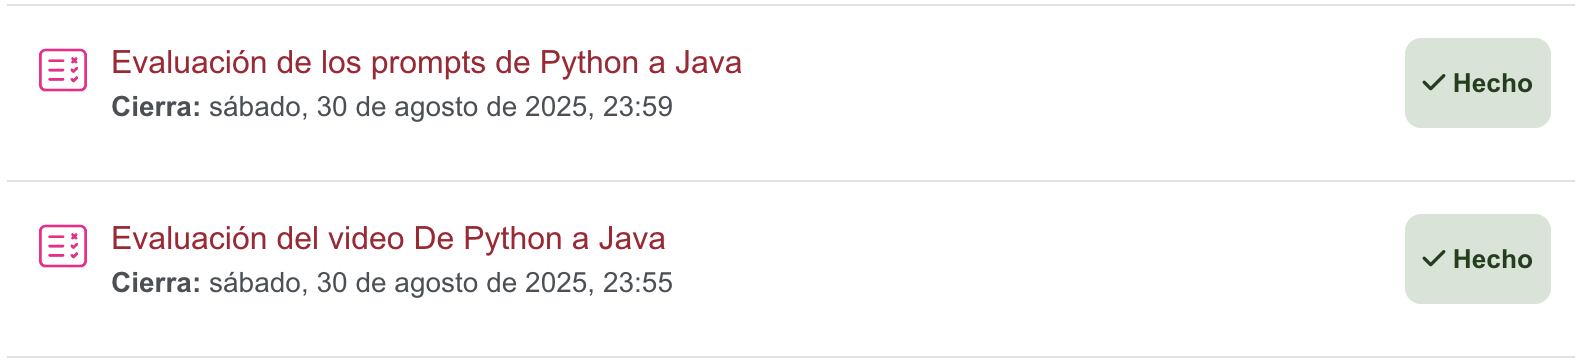 Evaluación de los prompts de Python a Java
Cierra: sábado, 30 de agosto de 2025, 23:59
Hecho
Evaluación del video De Python a Java
Cierra: sábado, 30 de agosto de 2025, 23:55
Hecho